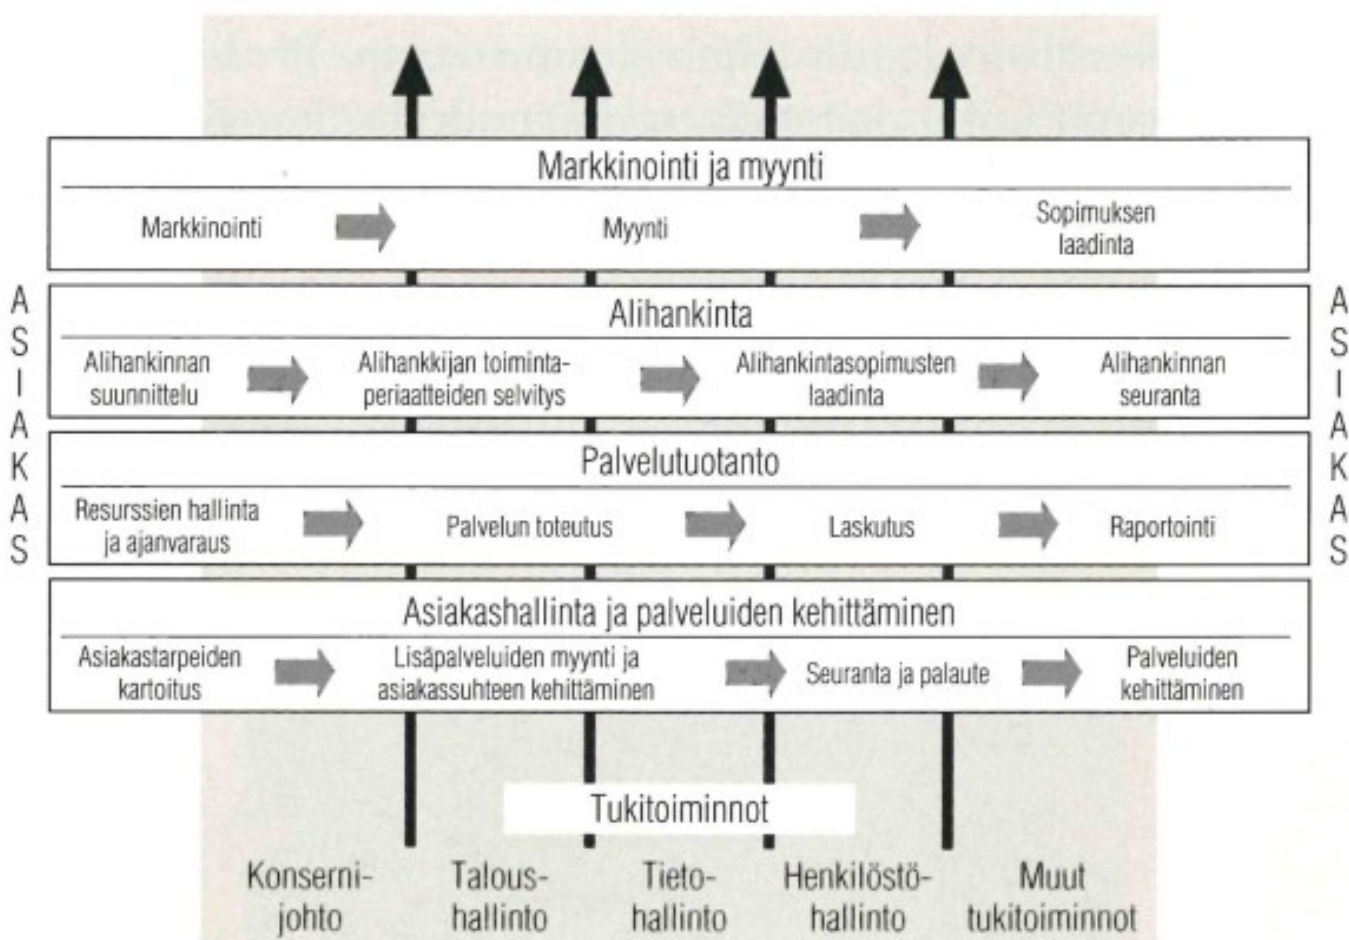 Markkinointi ja myynti
Markkinointi
Myynti
Sopimuksen
laadinta
ASIAKAS
ASIAKAS
Alihankinta
Alihankinnan
suunnittelu
Alihankkijan toiminta-
periaatteiden selvitys
Alihankintasopimusten
laadinta
Alihankinnan
seuranta
Palvelutuotanto
Resurssien hallinta
ja ajanvaraus
Palvelun toteutus
Laskutus
Raportointi
Asiakashallinta ja palveluiden kehittäminen
Asiakastarpeiden
kartoitus
Lisäpalveluiden myynti ja
asiakassuhteen kehittäminen
Seuranta ja palaute
Palveluiden
kehittäminen
Tukitoiminnot
Konserni-
johto
Talous-
hallinto
Tieto-
hallinto
Henkilöstö-
hallinto
Muut
tukitoiminnot